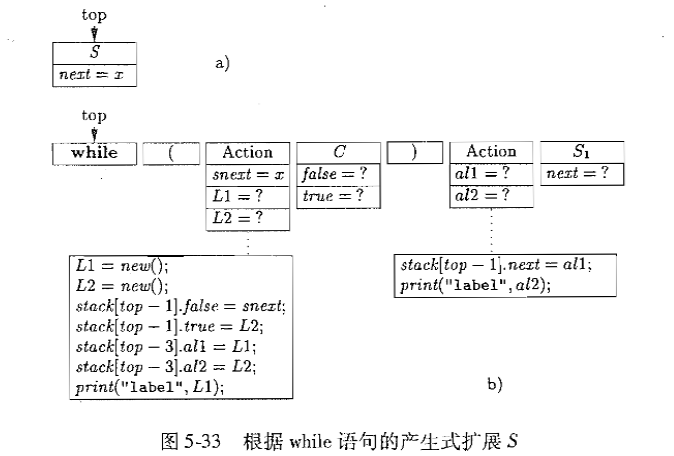 top
S
next = x
a)
top
while ( Action C ) Action S1
snext = x false = ? al1 = ? next = ?
L1 = ? true = ? al2 = ?
L2 = ?
L1 = new();
L2 = new();
stack[top − 1].false = snext;
stack[top − 1].true = L2;
stack[top − 3].al1 = L1;
stack[top − 3].al2 = L2;
print("label", L1);
stack[top − 1].next = al1;
print("label", al2);
b)
图 5-33 根据 while 语句的产生式扩展 S